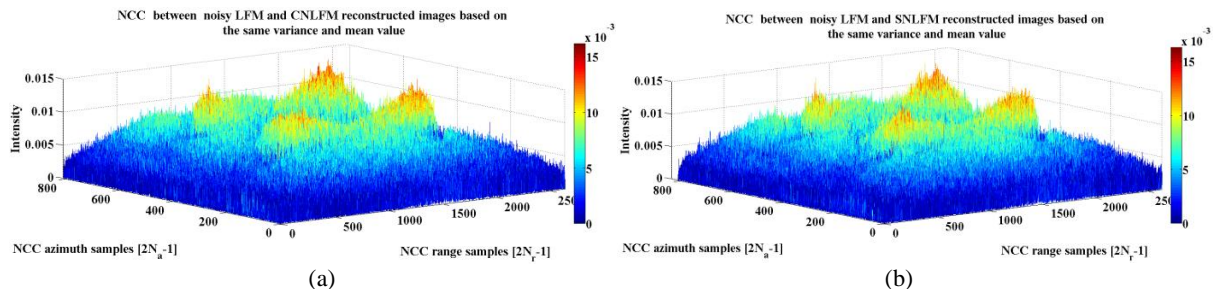 NCC between noisy LFM and CNLFM reconstructed images based on
the same variance and mean value
x 10^-3
0.015
0.01
0.005
0
Intensity
800
600
400
200
0
0
500
1000
1500
2000
2500
15
10
5
0
NCC azimuth samples [2N_a-1]
NCC range samples [2N_r-1]
(a)
NCC between noisy LFM and SNLFM reconstructed images based on
the same variance and mean value
x 10^-3
0.015
0.01
0.005
0
Intensity
800
600
400
200
0
0
500
1000
1500
2000
15
10
5
0
NCC azimuth samples [2N_a-1]
NCC range samples [2N_r-1]
(b)